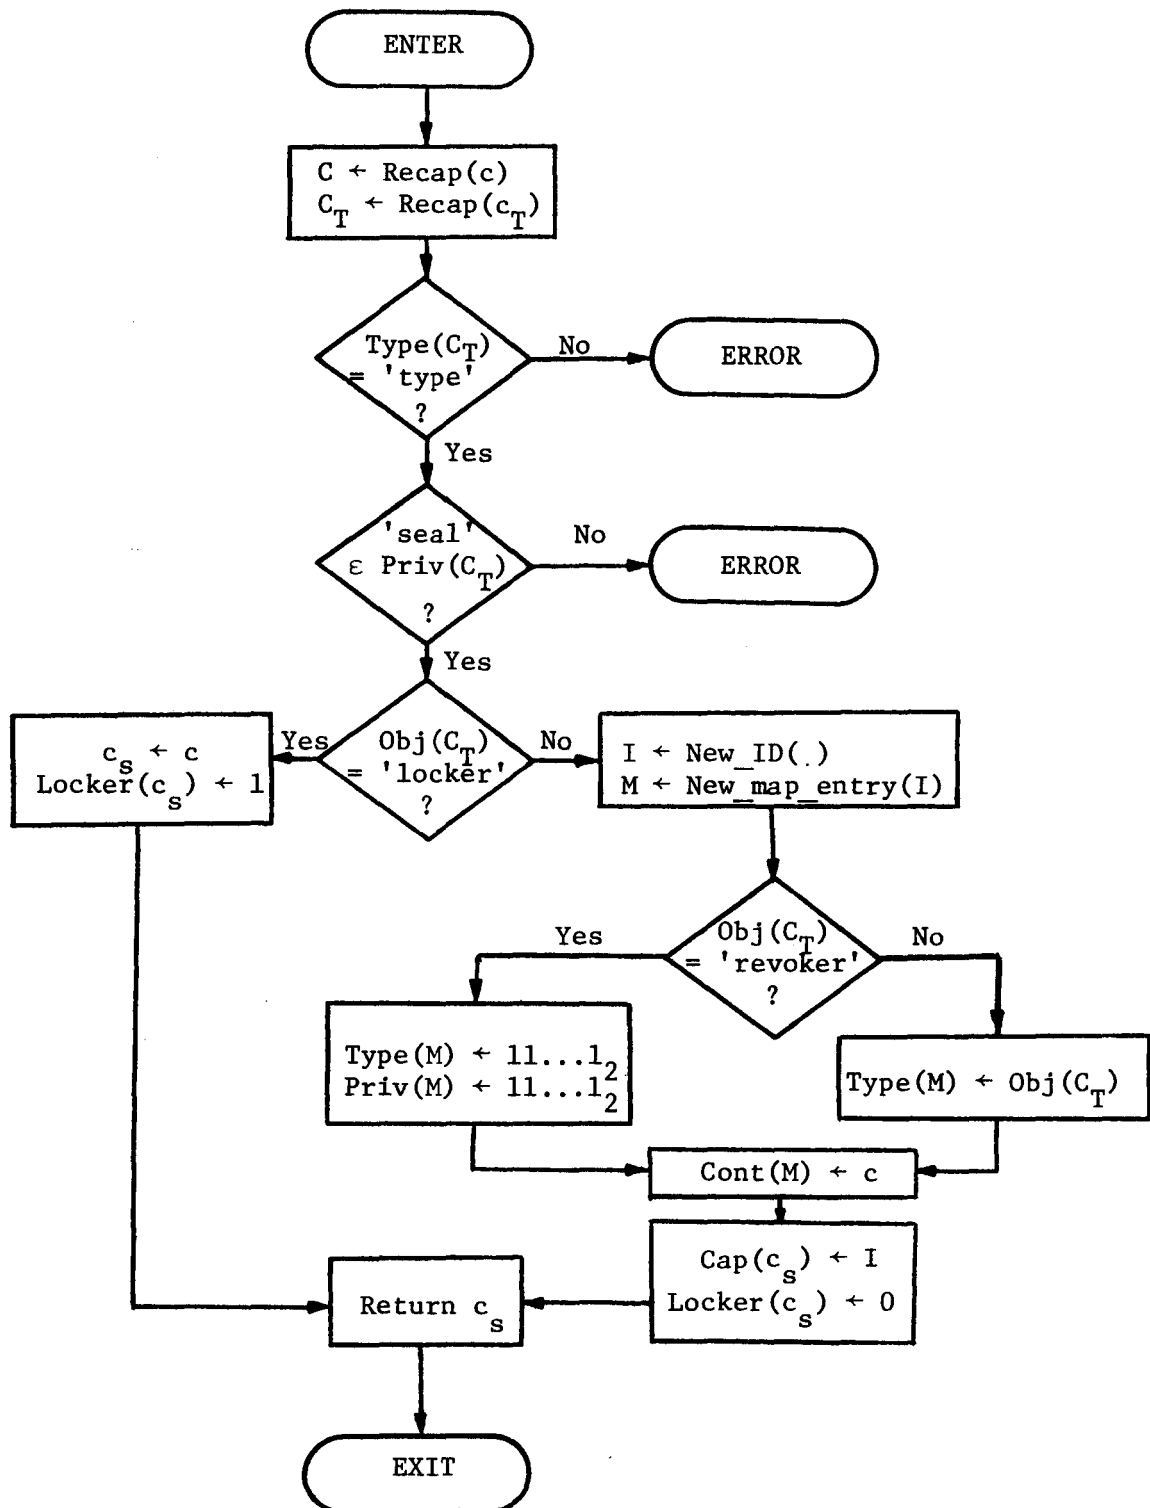 ENTER
C ← Recap(c)
C_T ← Recap(c_T)
Type(C_T)
= 'type'
?
No
ERROR
Yes
'seal'
ε Priv(C_T)
?
No
ERROR
Yes
Obj(C_T)
= 'locker'
?
Yes
c_s ← c
Locker(c_s) ← 1
No
I ← New_ID(.)
M ← New_map_entry(I)
Obj(C_T)
= 'revoker'
?
Yes
No
Type(M) ← 11...1_2
Priv(M) ← 11...1_2
Type(M) ← Obj(C_T)
Cont(M) ← c
Cap(c_s) ← I
Locker(c_s) ← 0
Return c_s
EXIT